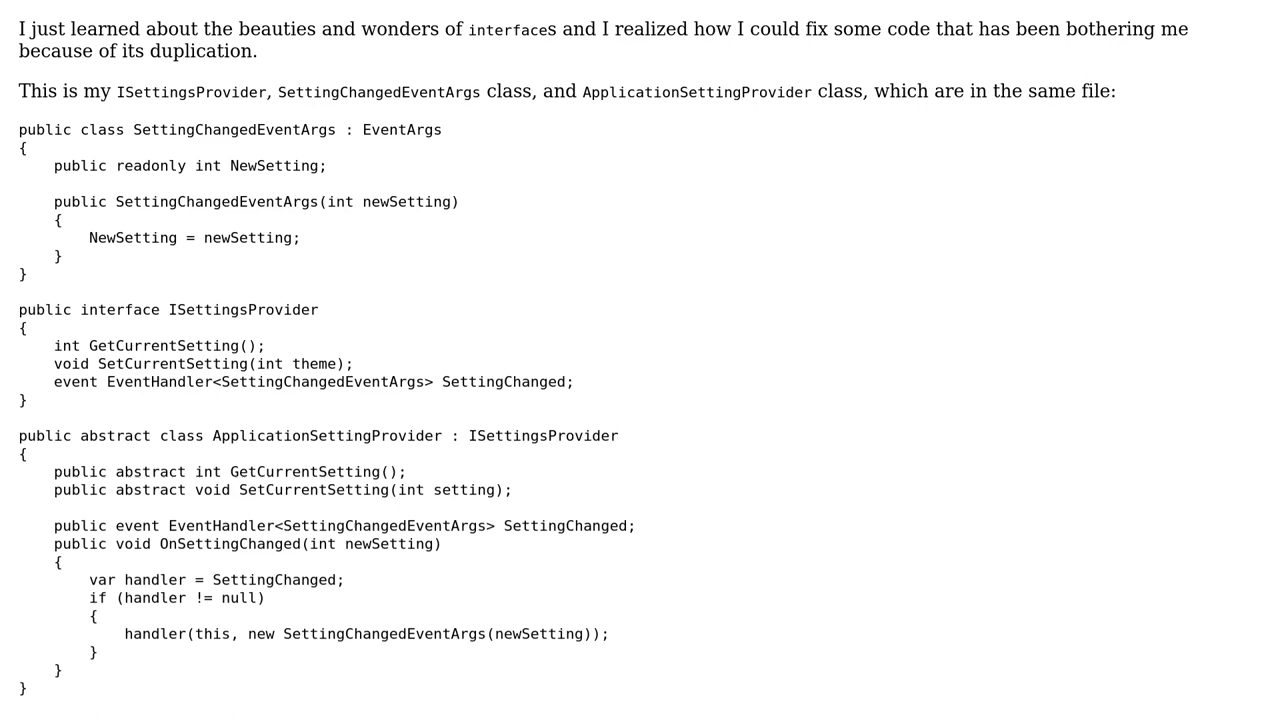 I just learned about the beauties and wonders of interfaces and I realized how I could fix some code that has been bothering me
because of its duplication.
This is my ISettingsProvider, SettingChangedEventArgs class, and ApplicationSettingProvider class, which are in the same file:
public class SettingChangedEventArgs : EventArgs
{
    public readonly int NewSetting;

    public SettingChangedEventArgs(int newSetting)
    {
        NewSetting = newSetting;
    }
}

public interface ISettingsProvider
{
    int GetCurrentSetting();
    void SetCurrentSetting(int theme);
    event EventHandler<SettingChangedEventArgs> SettingChanged;
}

public abstract class ApplicationSettingProvider : ISettingsProvider
{
    public abstract int GetCurrentSetting();
    public abstract void SetCurrentSetting(int setting);

    public event EventHandler<SettingChangedEventArgs> SettingChanged;
    public void OnSettingChanged(int newSetting)
    {
        var handler = SettingChanged;
        if (handler != null)
        {
            handler(this, new SettingChangedEventArgs(newSetting));
        }
    }
}